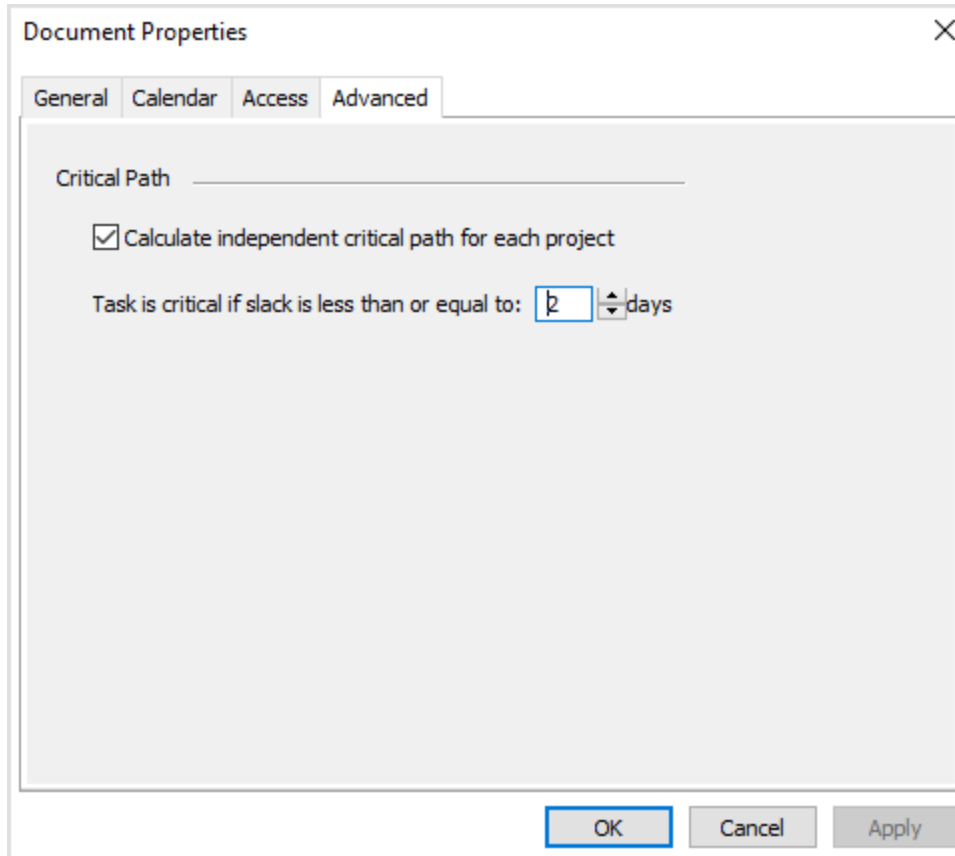 Document Properties
General Calendar Access Advanced
Critical Path
Calculate independent critical path for each project
Task is critical if slack is less than or equal to: 2 days
OK Cancel Apply